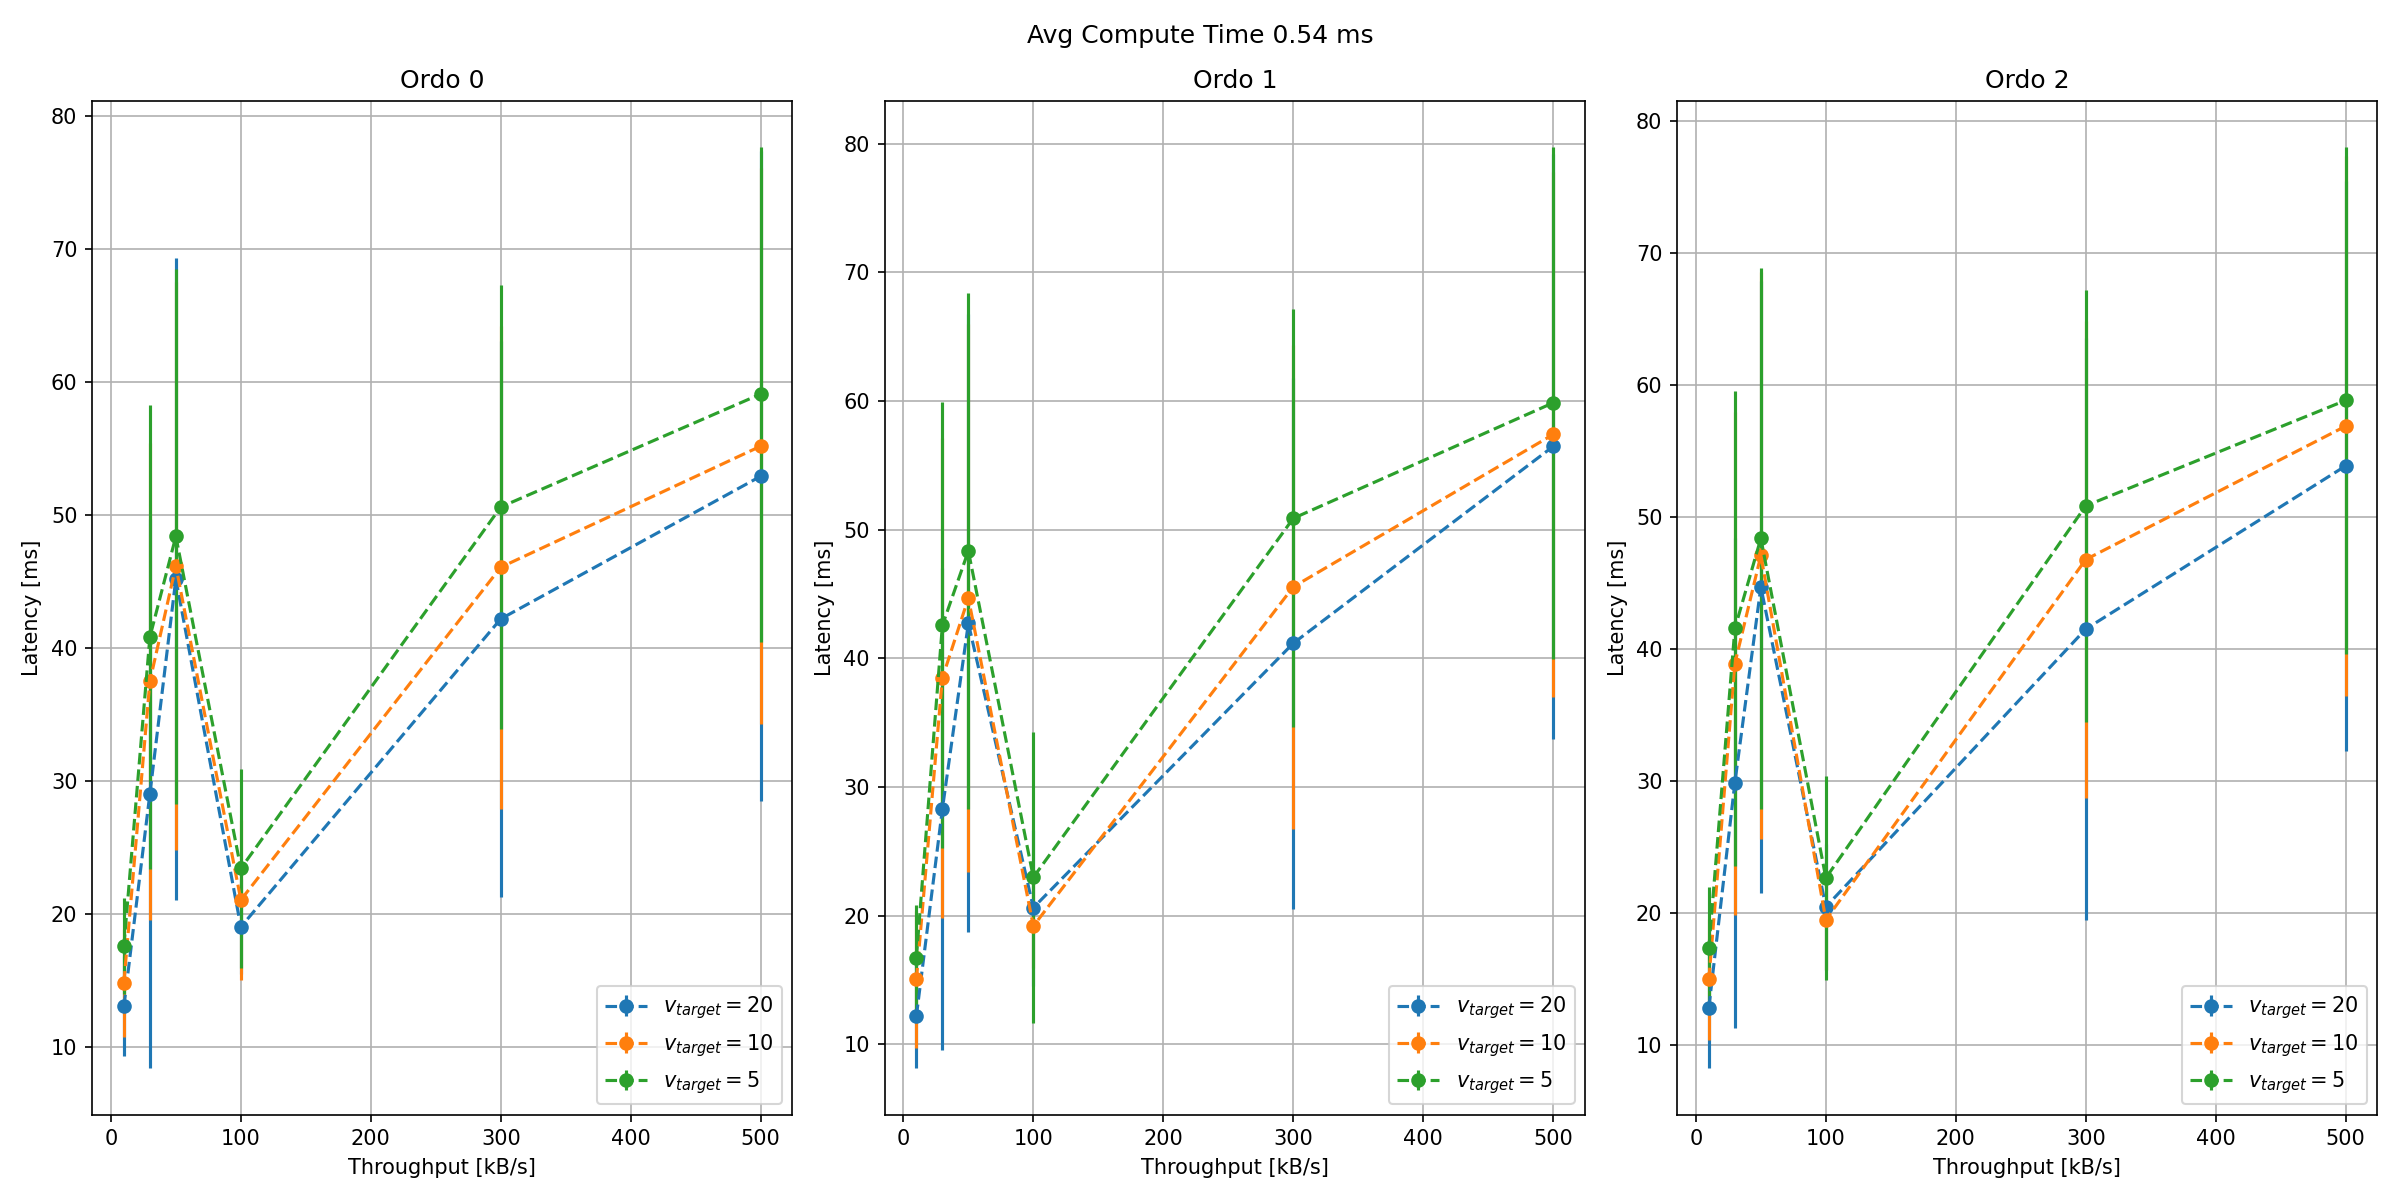 Avg Compute Time 0.54 ms
Ordo 0
80
70
60
50
40
30
20
10
Latency [ms]
0 100 200 300 400 500
Throughput [kB/s]
v_target = 20
v_target = 10
v_target = 5
Ordo 1
80
70
60
50
40
30
20
10
Latency [ms]
0 100 200 300 400 500
Throughput [kB/s]
v_target = 20
v_target = 10
v_target = 5
Ordo 2
80
70
60
50
40
30
20
10
Latency [ms]
0 100 200 300 400 500
Throughput [kB/s]
v_target = 20
v_target = 10
v_target = 5